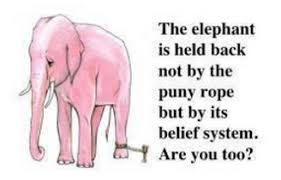 The elephant
is held back
not by the
puny rope
but by its
belief system.
Are you too?